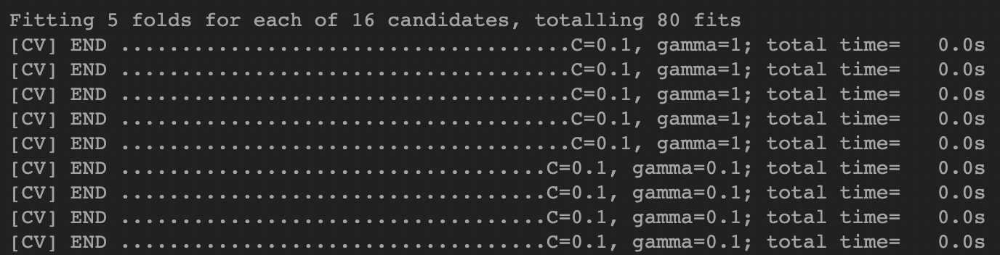 Fitting 5 folds for each of 16 candidates, totalling 80 fits
[CV] END .....................................C=0.1, gamma=1; total time=   0.0s
[CV] END .....................................C=0.1, gamma=1; total time=   0.0s
[CV] END .....................................C=0.1, gamma=1; total time=   0.0s
[CV] END .....................................C=0.1, gamma=1; total time=   0.0s
[CV] END .....................................C=0.1, gamma=1; total time=   0.0s
[CV] END ...................................C=0.1, gamma=0.1; total time=   0.0s
[CV] END ...................................C=0.1, gamma=0.1; total time=   0.0s
[CV] END ...................................C=0.1, gamma=0.1; total time=   0.0s
[CV] END ...................................C=0.1, gamma=0.1; total time=   0.0s